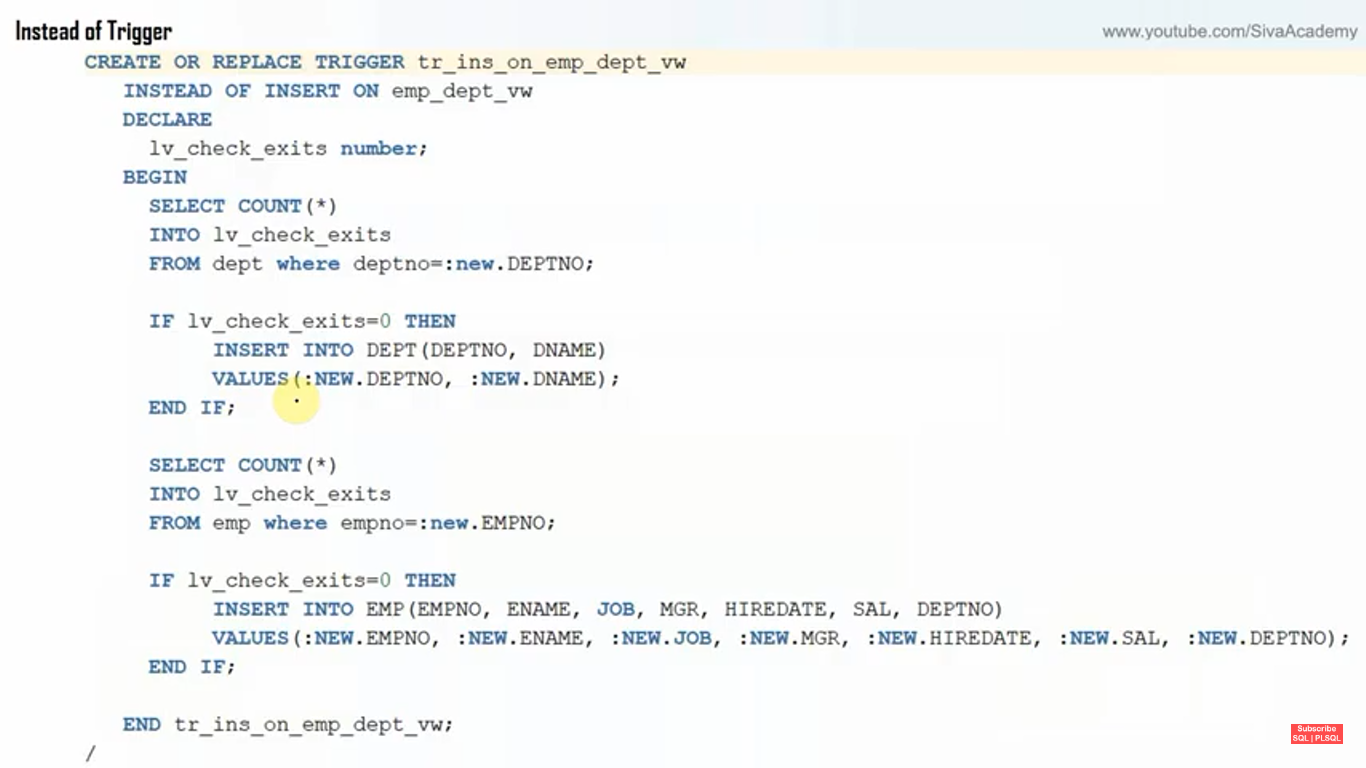 Instead of Trigger
www.youtube.com/SivaAcademy
CREATE OR REPLACE TRIGGER tr_ins_on_emp_dept_vw
INSTEAD OF INSERT ON emp_dept_vw
DECLARE
lv_check_exits number;
BEGIN
SELECT COUNT(*)
INTO lv_check_exits
FROM dept where deptno=:new.DEPTNO;
IF lv_check_exits=0 THEN
INSERT INTO DEPT(DEPTNO, DNAME)
VALUES(:NEW.DEPTNO, :NEW.DNAME);
END IF;
SELECT COUNT(*)
INTO lv_check_exits
FROM emp where empno=:new.EMPNO;
IF lv_check_exits=0 THEN
INSERT INTO EMP(EMPNO, ENAME, JOB, MGR, HIREDATE, SAL, DEPTNO)
VALUES(:NEW.EMPNO, :NEW.ENAME, :NEW.JOB, :NEW.MGR, :NEW.HIREDATE, :NEW.SAL, :NEW.DEPTNO);
END IF;
END tr_ins_on_emp_dept_vw;
/
Subscribe
SQL | PLSQL